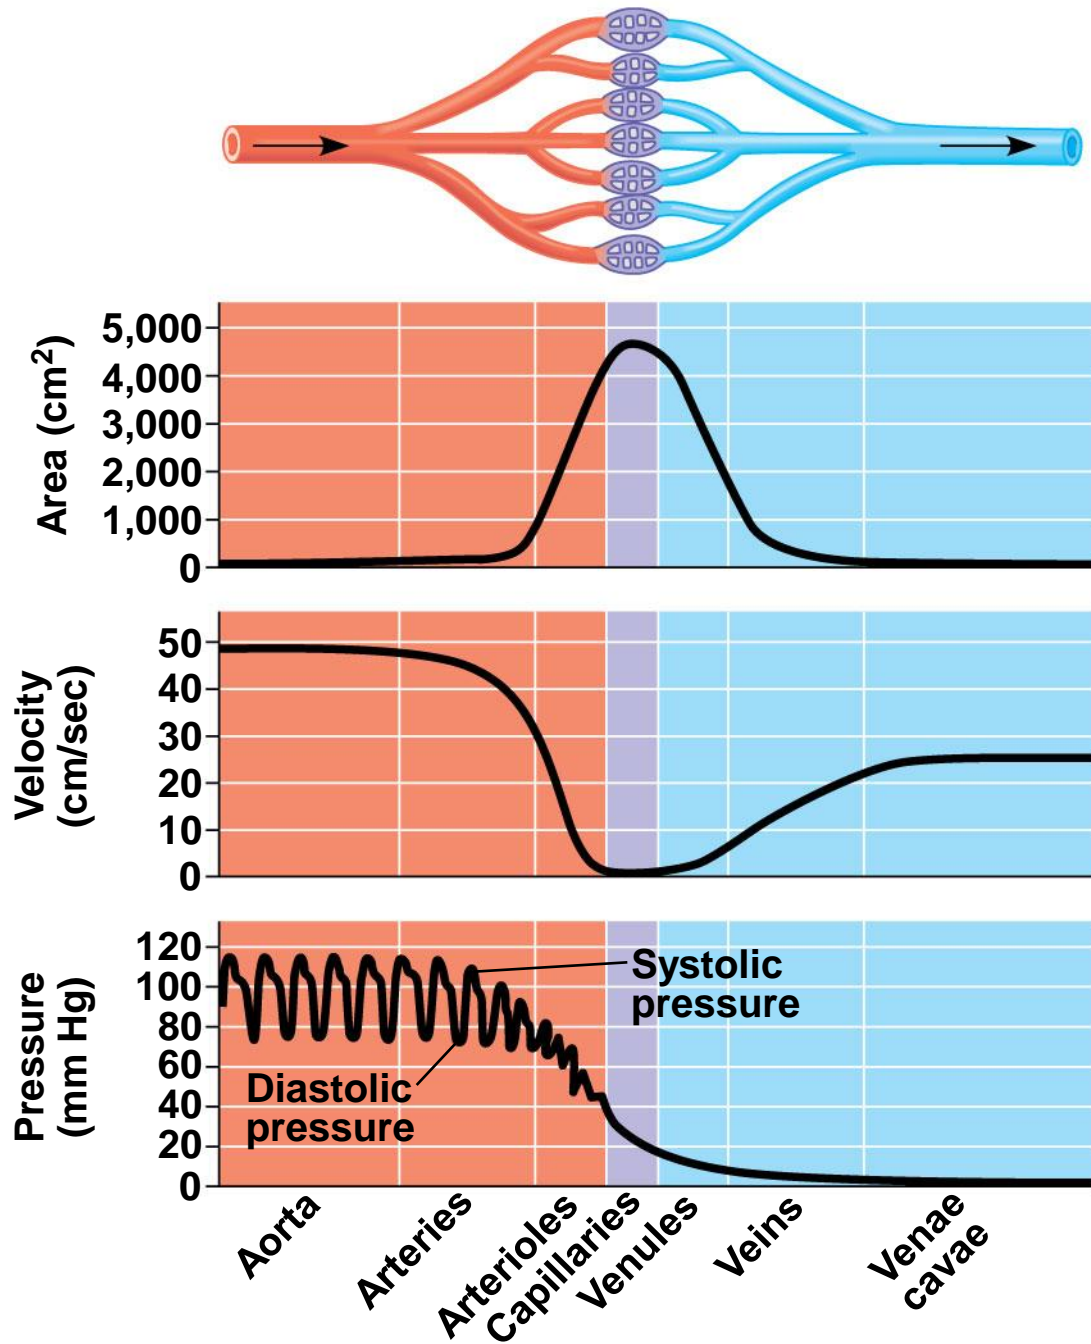 Area (cm²)
5,000
4,000
3,000
2,000
1,000
0
Velocity
(cm/sec)
50
40
30
20
10
0
Pressure
(mm Hg)
120
100
80
60
40
20
0
Systolic
pressure
Diastolic
pressure
Aorta
Arteries
Arterioles
Capillaries
Venules
Veins
Venae
cavae